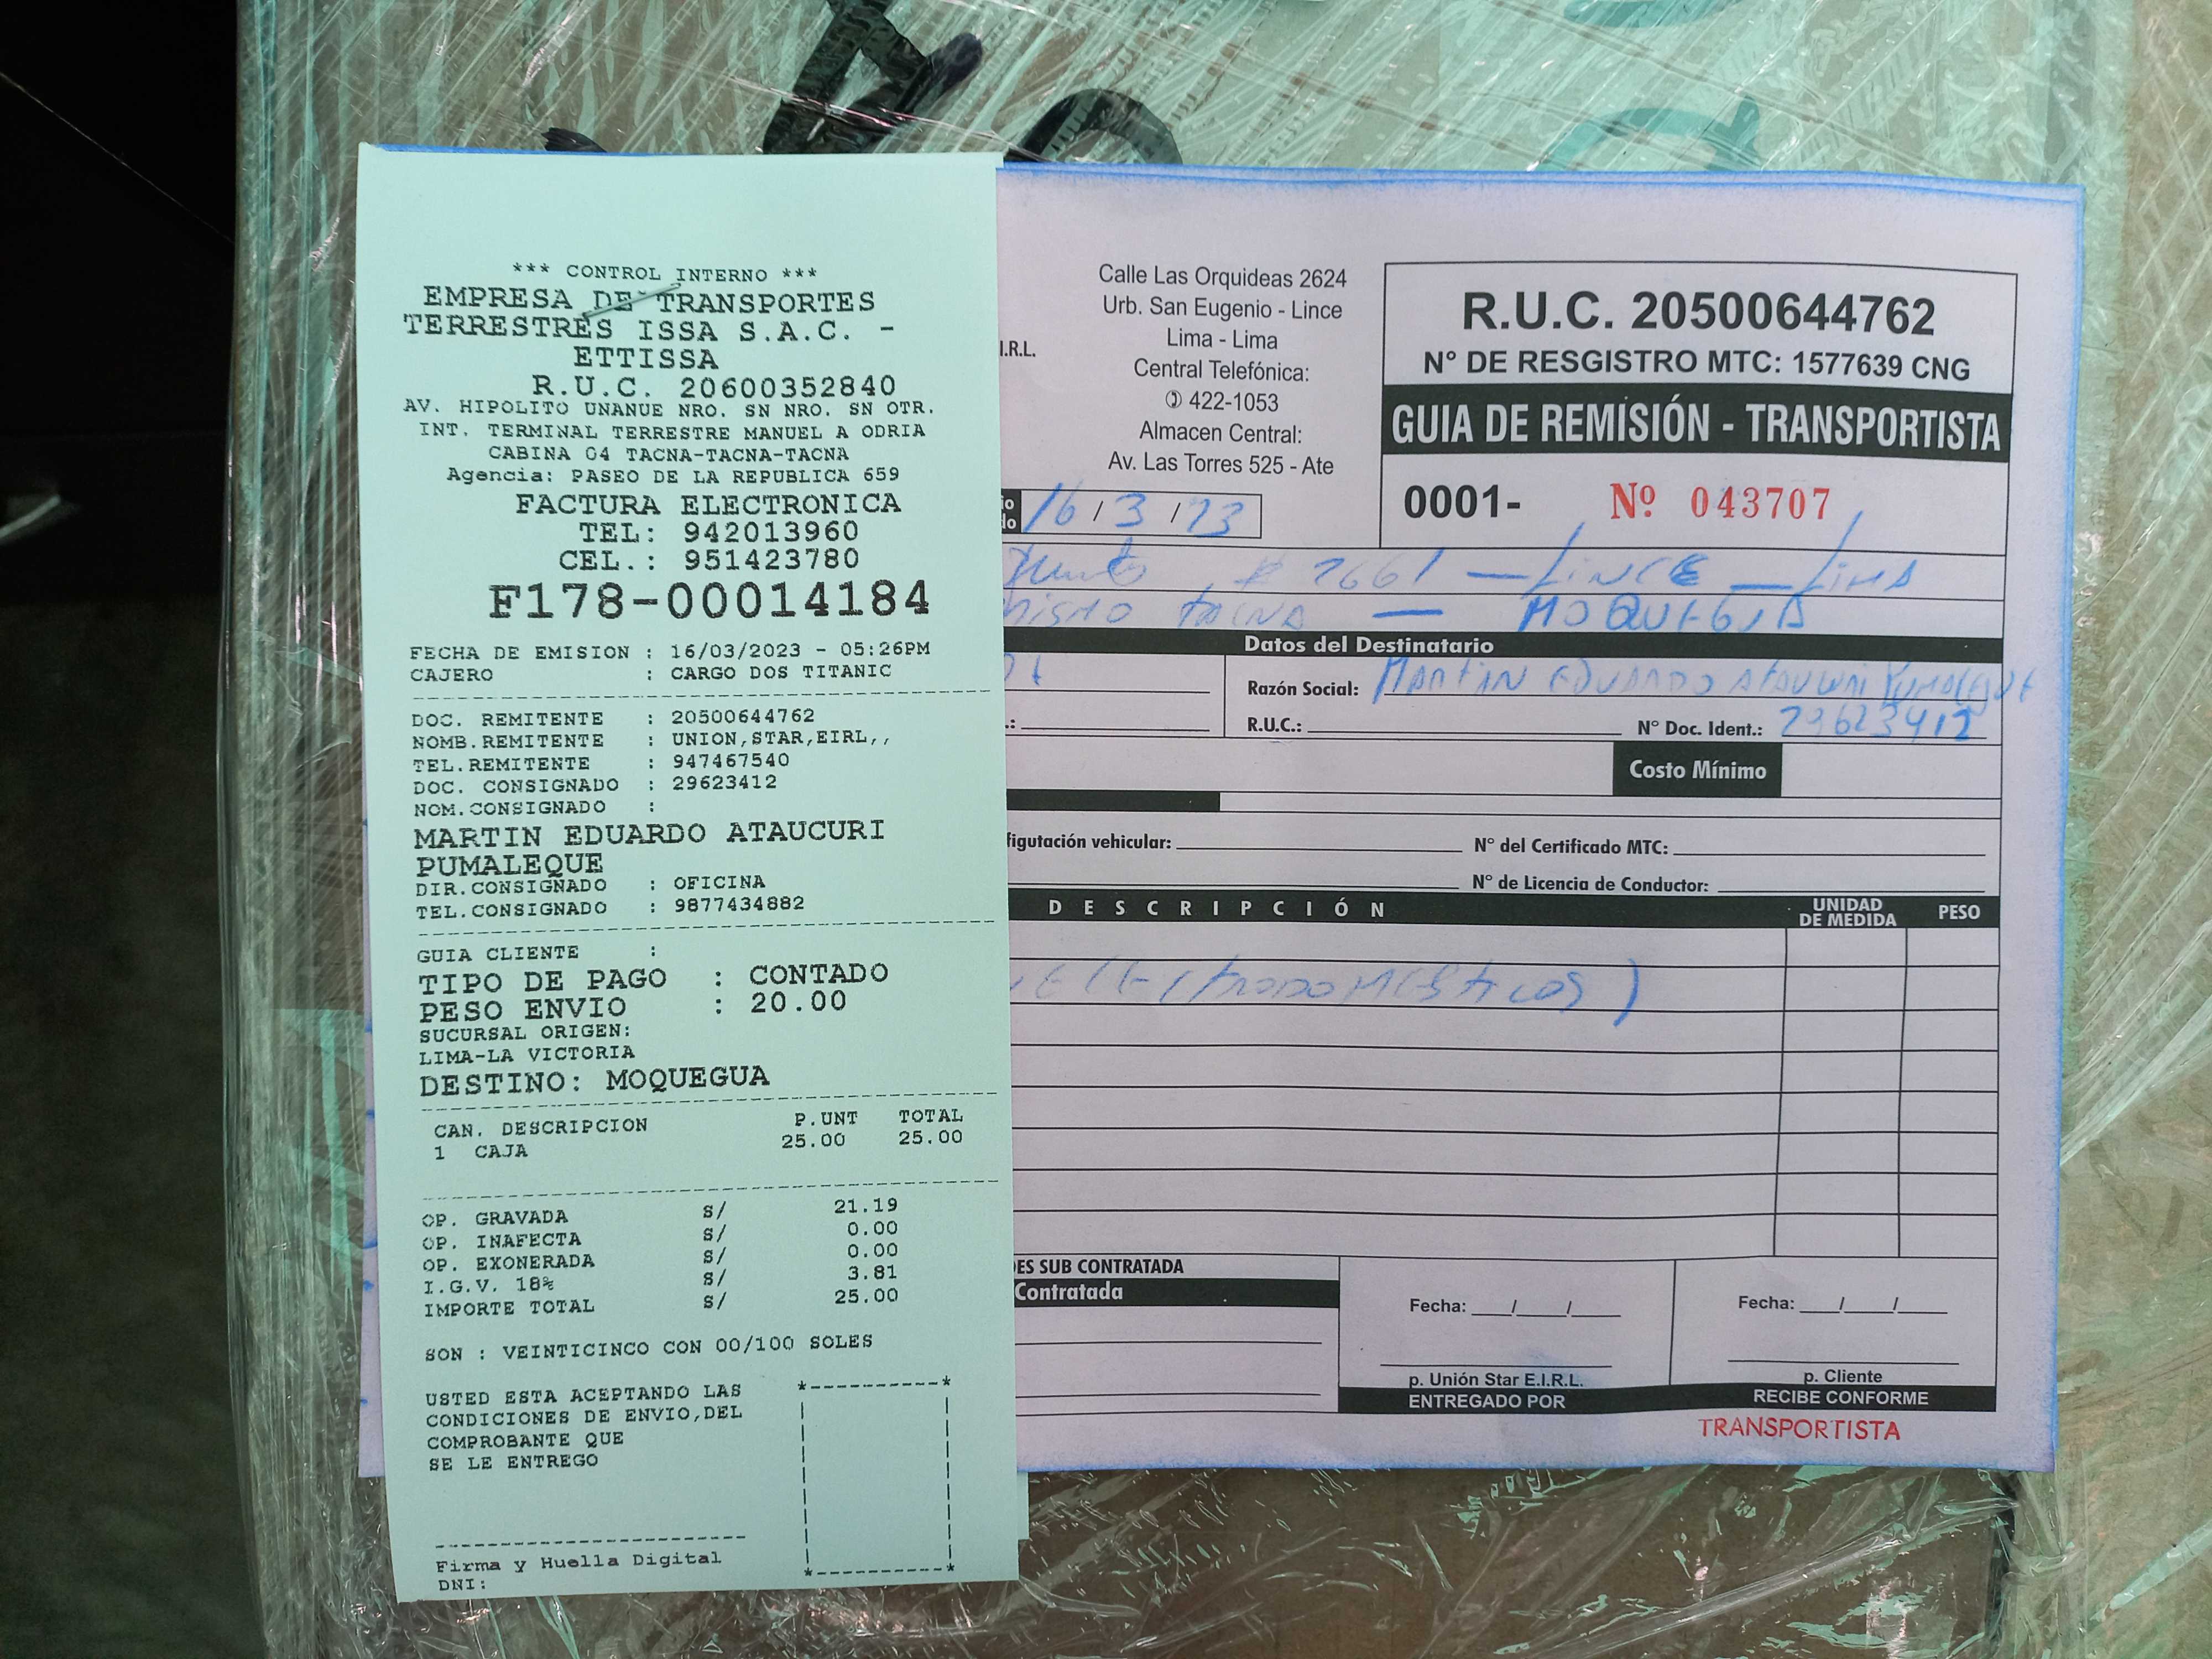 *** CONTROL INTERNO ***
EMPRESA DE TRANSPORTES
TERRESTRES ISSA S.A.C. -
ETTISSA
R.U.C. 20600352840
AV. HIPOLITO UNANUE NRO. SN NRO. SN OTR.
INT. TERMINAL TERRESTRE MANUEL A ODRIA
CABINA 04 TACNA-TACNA-TACNA
Agencia: PASEO DE LA REPUBLICA 659
FACTURA ELECTRONICA
TEL: 942013960
CEL.: 951423780
F178-00014184
FECHA DE EMISION : 16/03/2023 - 05:26PM
CAJERO : CARGO DOS TITANIC
DOC. REMITENTE : 20500644762
NOMB.REMITENTE : UNION,STAR,EIRL,,
TEL.REMITENTE : 947467540
DOC. CONSIGNADO : 29623412
NOM.CONSIGNADO :
MARTIN EDUARDO ATAUCURI
PUMALEQUE
DIR.CONSIGNADO : OFICINA
TEL.CONSIGNADO : 9877434882
GUIA CLIENTE :
TIPO DE PAGO : CONTADO
PESO ENVIO : 20.00
SUCURSAL ORIGEN:
LIMA-LA VICTORIA
DESTINO: MOQUEGUA
CAN. DESCRIPCION P.UNT TOTAL
1 CAJA 25.00 25.00
OP. GRAVADA S/ 21.19
OP. INAFECTA S/ 0.00
OP. EXONERADA S/ 0.00
I.G.V. 18% S/ 3.81
IMPORTE TOTAL S/ 25.00
SON : VEINTICINCO CON 00/100 SOLES
USTED ESTA ACEPTANDO LAS
CONDICIONES DE ENVIO,DEL
COMPROBANTE QUE
SE LE ENTREGO
Firma y Huella Digital
DNI:
I.R.L.
Calle Las Orquideas 2624
Urb. San Eugenio - Lince
Lima - Lima
Central Telefónica:
422-1053
Almacen Central:
Av. Las Torres 525 - Ate
R.U.C. 20500644762
N° DE RESGISTRO MTC: 1577639 CNG
GUIA DE REMISIÓN - TRANSPORTISTA
0001- Nº 043707
16 / 3 / 23
2661 — LINCE — LIMA
TACNA — MOQUEGUA
Datos del Destinatario
Razón Social: MARTIN EDUARDO ATAUCURI PUMALEQUE
R.U.C.: N° Doc. Ident.: 29623412
Costo Mínimo
figutación vehicular: N° del Certificado MTC:
N° de Licencia de Conductor:
DESCRIPCIÓN UNIDAD DE MEDIDA PESO
ELECTRODOMESTICOS )
ES SUB CONTRATADA
Contratada
Fecha: / / Fecha: / /
p. Unión Star E.I.R.L. p. Cliente
ENTREGADO POR RECIBE CONFORME
TRANSPORTISTA